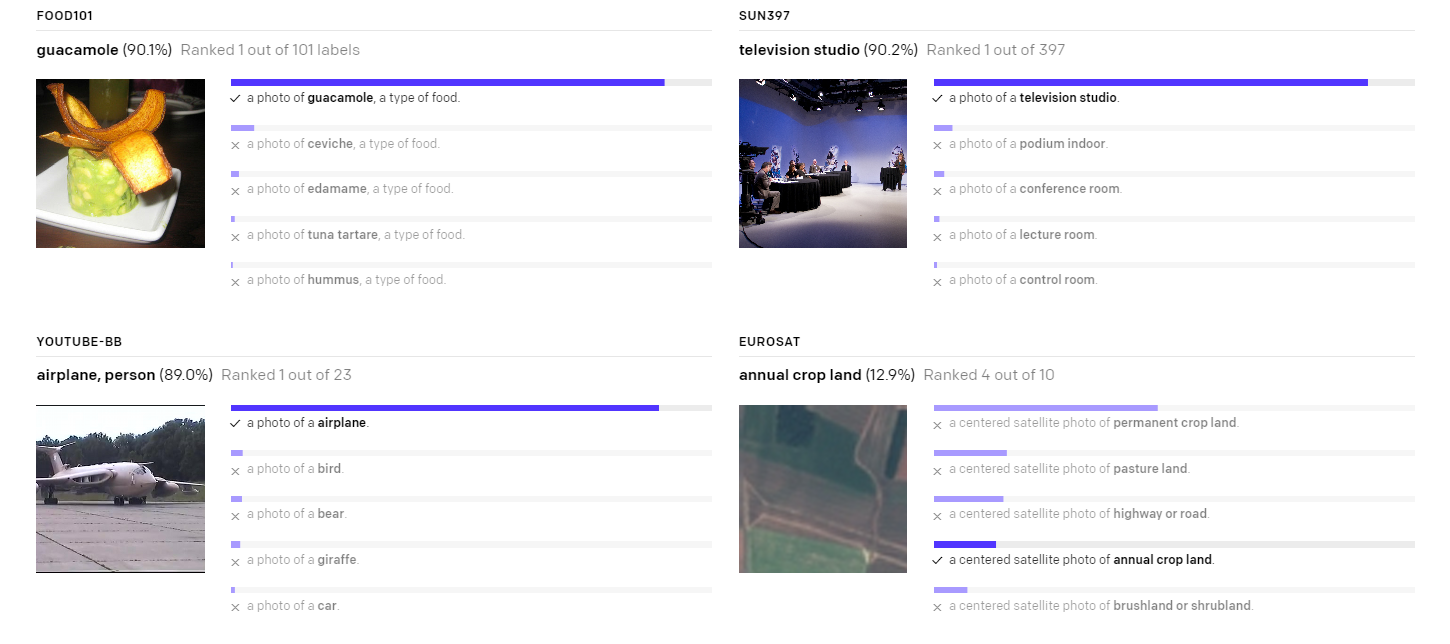 FOOD101
guacamole (90.1%) Ranked 1 out of 101 labels
✓ a photo of guacamole, a type of food.
× a photo of ceviche, a type of food.
× a photo of edamame, a type of food.
× a photo of tuna tartare, a type of food.
× a photo of hummus, a type of food.
SUN397
television studio (90.2%) Ranked 1 out of 397
✓ a photo of a television studio.
× a photo of a podium indoor.
× a photo of a conference room.
× a photo of a lecture room.
× a photo of a control room.
YOUTUBE-BB
airplane, person (89.0%) Ranked 1 out of 23
✓ a photo of a airplane.
× a photo of a bird.
× a photo of a bear.
× a photo of a giraffe.
× a photo of a car.
EUROSAT
annual crop land (12.9%) Ranked 4 out of 10
× a centered satellite photo of permanent crop land.
× a centered satellite photo of pasture land.
× a centered satellite photo of highway or road.
✓ a centered satellite photo of annual crop land.
× a centered satellite photo of brushland or shrubland.